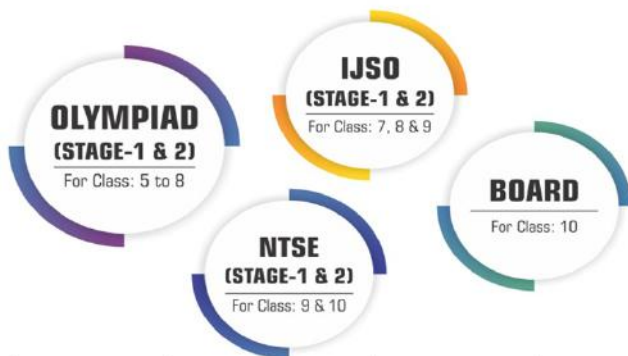 OLYMPIAD
(STAGE-1 & 2)
For Class: 5 to 8
IJSO
(STAGE-1 & 2)
For Class: 7, 8 & 9
NTSE
(STAGE-1 & 2)
For Class: 9 & 10
BOARD
For Class: 10